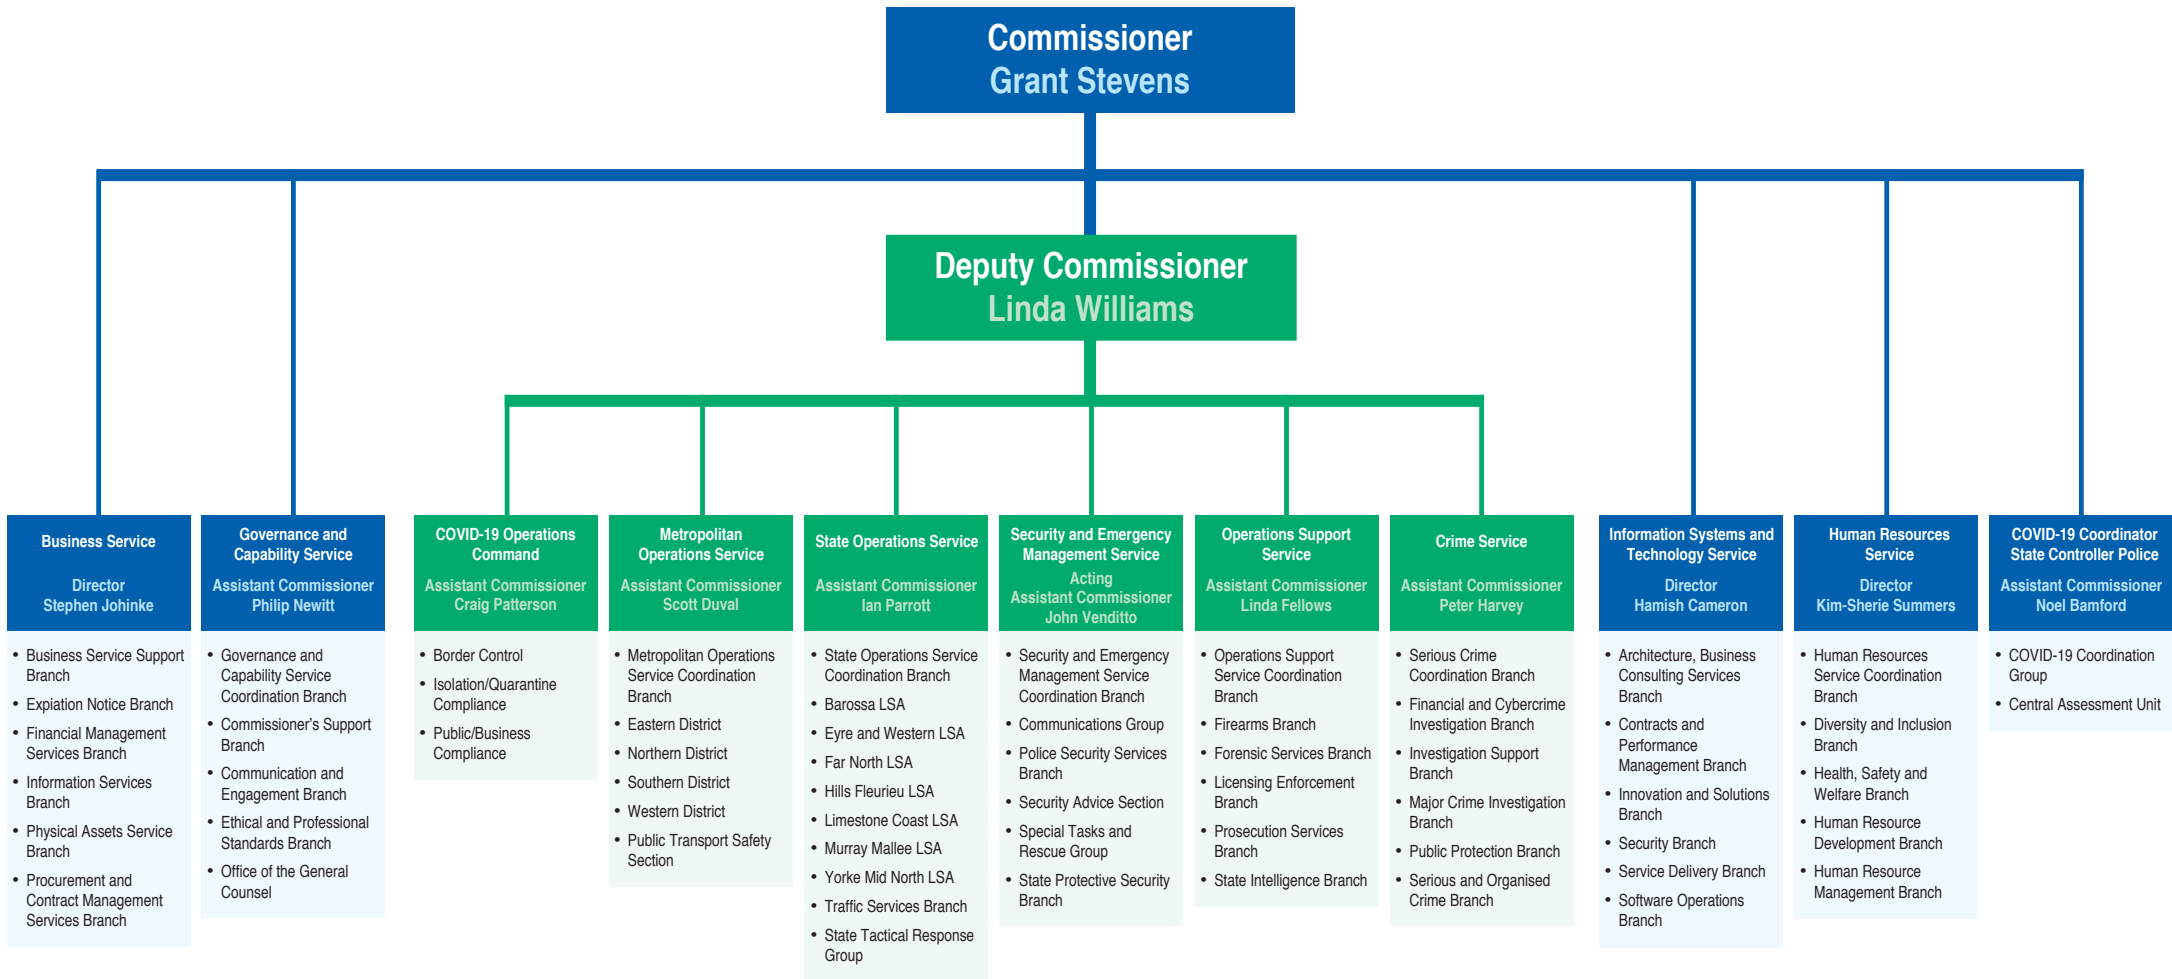 Commissioner
Grant Stevens
Deputy Commissioner
Linda Williams
Business Service
Director
Stephen Johinke
• Business Service Support
Branch
• Expiation Notice Branch
• Financial Management
Services Branch
• Information Services
Branch
• Physical Assets Service
Branch
• Procurement and
Contract Management
Services Branch
Governance and
Capability Service
Assistant Commissioner
Philip Newitt
• Governance and
Capability Service
Coordination Branch
• Commissioner’s Support
Branch
• Communication and
Engagement Branch
• Ethical and Professional
Standards Branch
• Office of the General
Counsel
COVID-19 Operations
Command
Assistant Commissioner
Craig Patterson
• Border Control
• Isolation/Quarantine
Compliance
• Public/Business
Compliance
Metropolitan
Operations Service
Assistant Commissioner
Scott Duval
• Metropolitan Operations
Service Coordination
Branch
• Eastern District
• Northern District
• Southern District
• Western District
• Public Transport Safety
Section
State Operations Service
Assistant Commissioner
Ian Parrott
• State Operations Service
Coordination Branch
• Barossa LSA
• Eyre and Western LSA
• Far North LSA
• Hills Fleurieu LSA
• Limestone Coast LSA
• Murray Mallee LSA
• Yorke Mid North LSA
• Traffic Services Branch
• State Tactical Response
Group
Security and Emergency
Management Service
Acting
Assistant Commissioner
John Venditto
• Security and Emergency
Management Service
Coordination Branch
• Communications Group
• Police Security Services
Branch
• Security Advice Section
• Special Tasks and
Rescue Group
• State Protective Security
Branch
Operations Support
Service
Assistant Commissioner
Linda Fellows
• Operations Support
Service Coordination
Branch
• Firearms Branch
• Forensic Services Branch
• Licensing Enforcement
Branch
• Prosecution Services
Branch
• State Intelligence Branch
Crime Service
Assistant Commissioner
Peter Harvey
• Serious Crime
Coordination Branch
• Financial and Cybercrime
Investigation Branch
• Investigation Support
Branch
• Major Crime Investigation
Branch
• Public Protection Branch
• Serious and Organised
Crime Branch
Information Systems and
Technology Service
Director
Hamish Cameron
• Architecture, Business
Consulting Services
Branch
• Contracts and
Performance
Management Branch
• Innovation and Solutions
Branch
• Security Branch
• Service Delivery Branch
• Software Operations
Branch
Human Resources
Service
Director
Kim-Sherie Summers
• Human Resources
Service Coordination
Branch
• Diversity and Inclusion
Branch
• Health, Safety and
Welfare Branch
• Human Resource
Development Branch
• Human Resource
Management Branch
COVID-19 Coordinator
State Controller Police
Assistant Commissioner
Noel Bamford
• COVID-19 Coordination
Group
• Central Assessment Unit